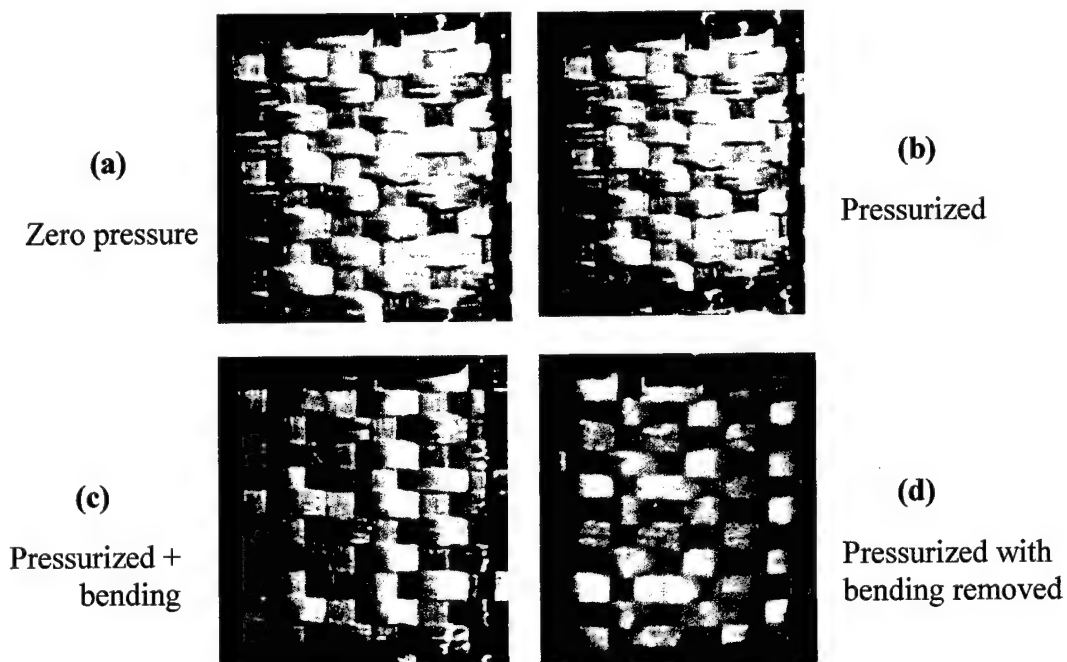 (a)
Zero pressure
(b)
Pressurized
(c)
Pressurized +
bending
(d)
Pressurized with
bending removed